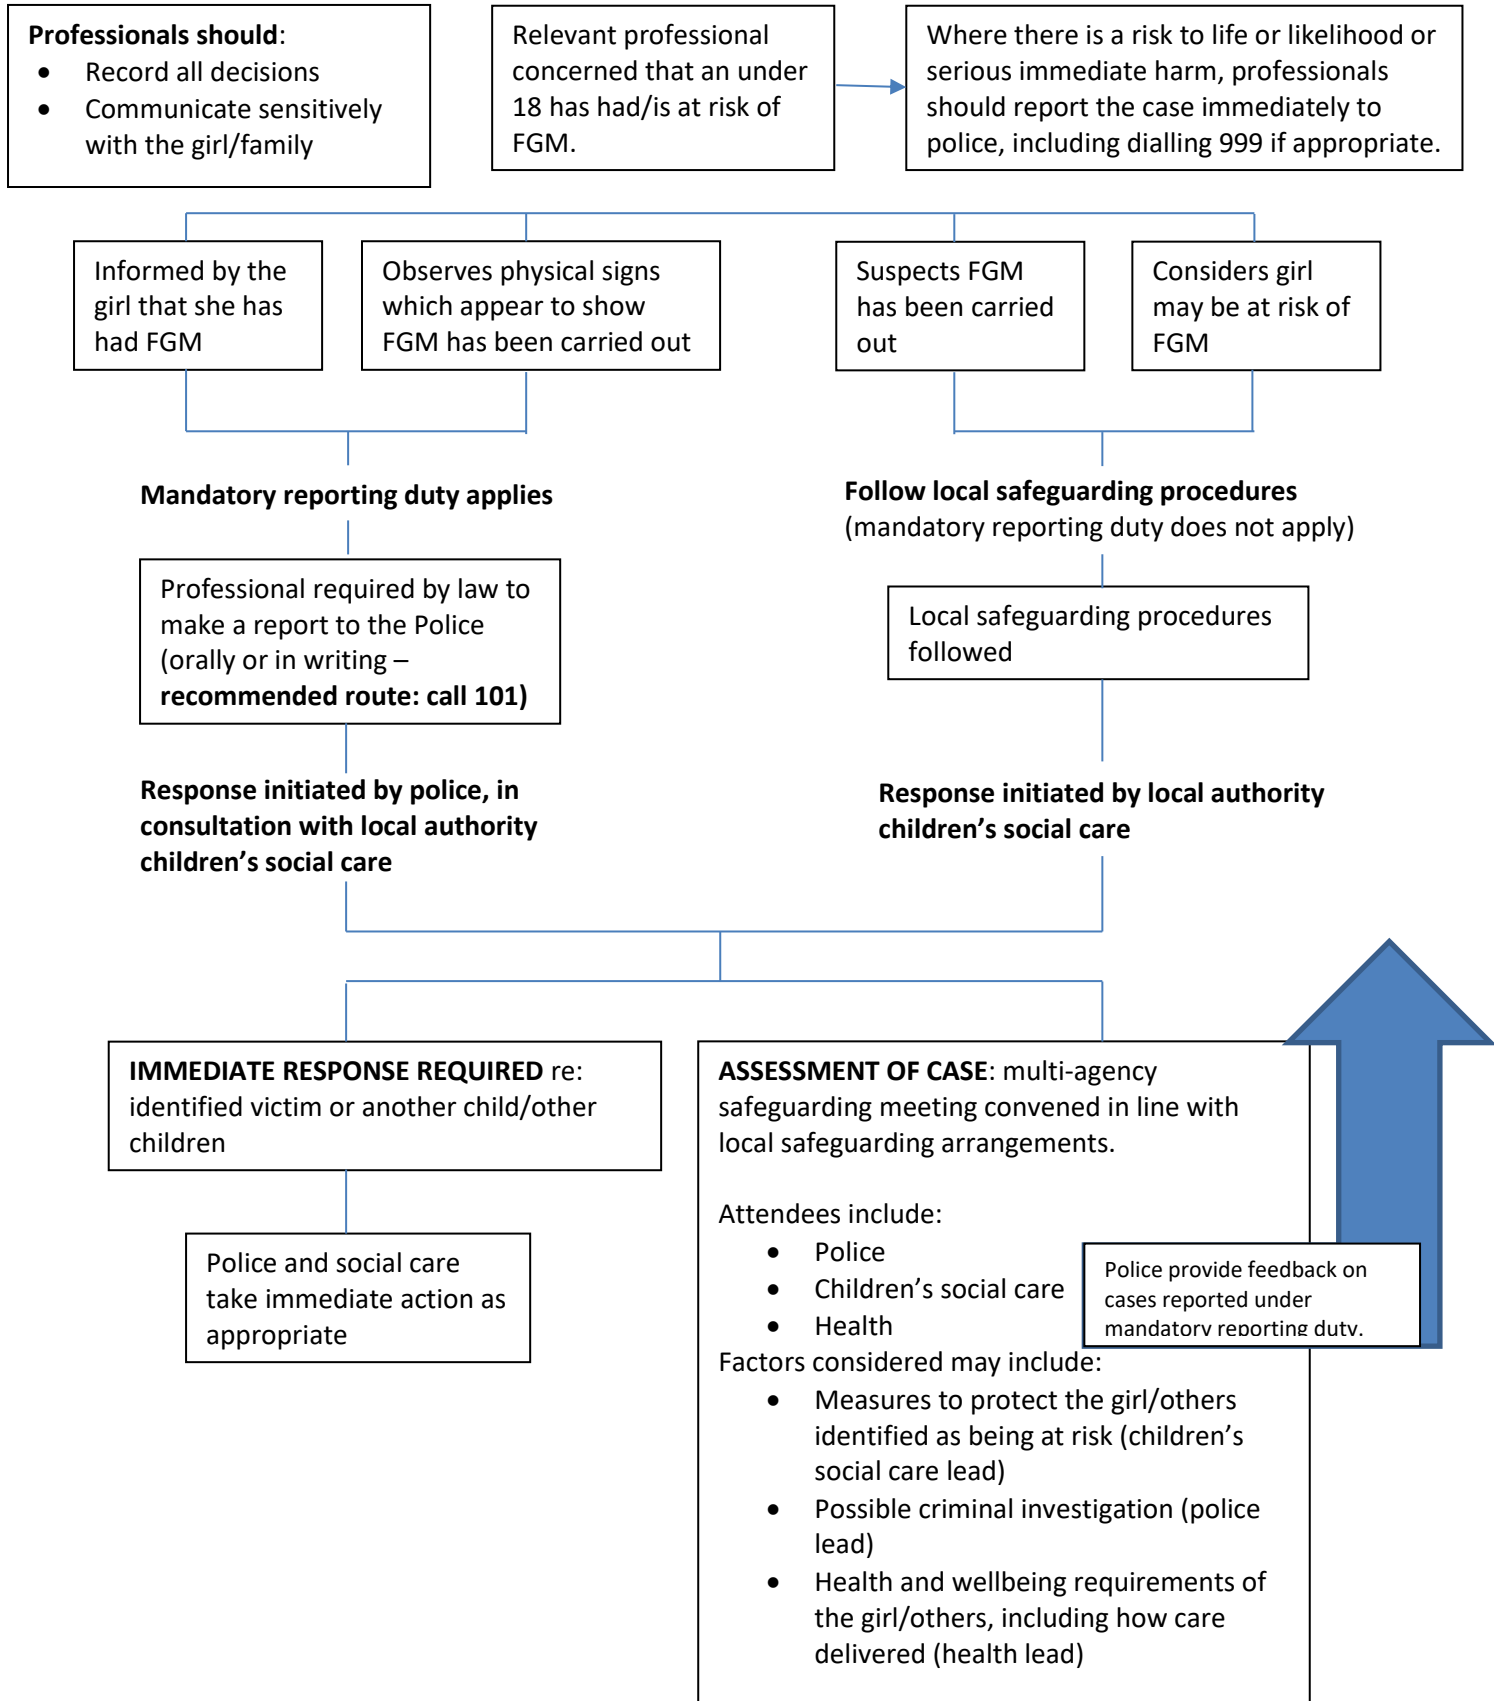 Professionals should:
• Record all decisions
• Communicate sensitively
with the girl/family
Relevant professional
concerned that an under
18 has had/is at risk of
FGM.
Where there is a risk to life or likelihood or
serious immediate harm, professionals
should report the case immediately to
police, including dialling 999 if appropriate.
Informed by the
girl that she has
had FGM
Observes physical signs
which appear to show
FGM has been carried out
Suspects FGM
has been carried
out
Considers girl
may be at risk of
FGM
Mandatory reporting duty applies
Follow local safeguarding procedures
(mandatory reporting duty does not apply)
Professional required by law to
make a report to the Police
(orally or in writing –
recommended route: call 101)
Local safeguarding procedures
followed
Response initiated by police, in
consultation with local authority
children’s social care
Response initiated by local authority
children’s social care
IMMEDIATE RESPONSE REQUIRED re:
identified victim or another child/other
children
Police and social care
take immediate action as
appropriate
ASSESSMENT OF CASE: multi-agency
safeguarding meeting convened in line with
local safeguarding arrangements.
Attendees include:
• Police
• Children’s social care
• Health
Police provide feedback on
cases reported under
mandatory reporting duty.
Factors considered may include:
• Measures to protect the girl/others
identified as being at risk (children’s
social care lead)
• Possible criminal investigation (police
lead)
• Health and wellbeing requirements of
the girl/others, including how care
delivered (health lead)